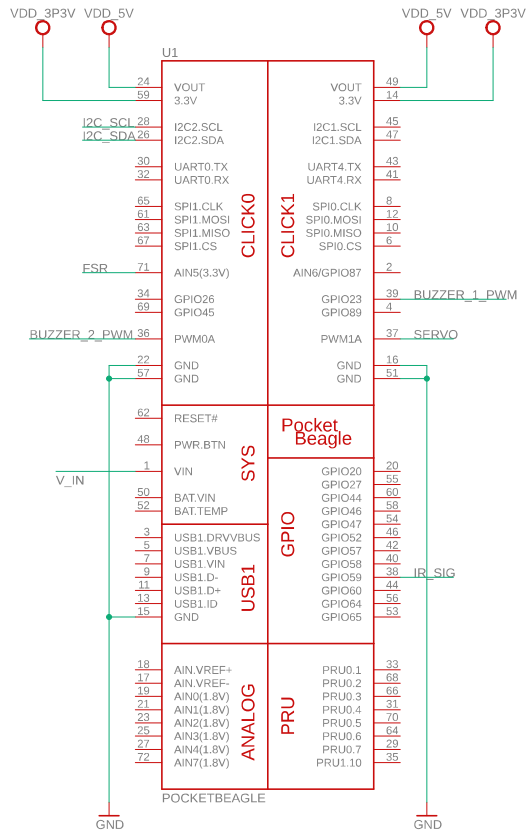 VDD_3P3V VDD_5V VDD_5V VDD_3P3V
U1
24 VOUT VOUT 49
59 3.3V 3.3V 14
I2C_SCL 28 I2C2.SCL I2C1.SCL 45
I2C_SDA 26 I2C2.SDA I2C1.SDA 47
30 UART0.TX UART4.TX 43
32 UART0.RX UART4.RX 41
65 SPI1.CLK SPI0.CLK 8
61 SPI1.MOSI SPI0.MOSI 12
63 SPI1.MISO SPI0.MISO 10
67 SPI1.CS SPI0.CS 6
CLICK0 CLICK1
FSR 71 AIN5(3.3V) AIN6/GPIO87 2
34 GPIO26 GPIO23 39 BUZZER_1_PWM
69 GPIO45 GPIO89 4
BUZZER_2_PWM 36 PWM0A PWM1A 37 SERVO
22 GND GND 16
57 GND GND 51
62 RESET#
Pocket
Beagle
48 PWR.BTN
SYS
V_IN 1 VIN GPIO20 20
GPIO27 55
50 BAT.VIN GPIO44 60
52 BAT.TEMP GPIO46 58
GPIO47 54
GPIO
3 USB1.DRVVBUS GPIO52 46
5 USB1.VBUS GPIO57 42
7 USB1.VIN GPIO58 40
9 USB1.D- GPIO59 38 IR_SIG
11 USB1.D+ GPIO60 44
13 USB1.ID GPIO64 56
15 GND GPIO65 53
USB1
18 AIN.VREF+ PRU0.1 33
17 AIN.VREF- PRU0.2 68
19 AIN0(1.8V) PRU0.3 66
21 AIN1(1.8V) PRU0.4 31
23 AIN2(1.8V) PRU0.5 70
25 AIN3(1.8V) PRU0.6 64
27 AIN4(1.8V) PRU0.7 29
72 AIN7(1.8V) PRU1.10 35
ANALOG PRU
POCKETBEAGLE
GND GND